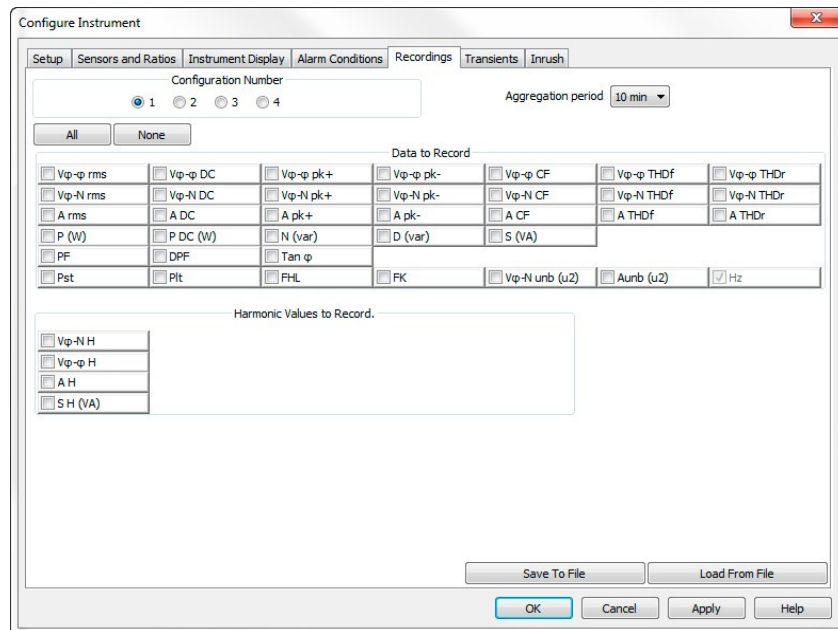 Configure Instrument
Setup Sensors and Ratios Instrument Display Alarm Conditions Recordings Transients Inrush
Configuration Number
1 2 3 4
Aggregation period 10 min
All None
Data to Record
Vφ-φ rms Vφ-φ DC Vφ-φ pk+ Vφ-φ pk- Vφ-φ CF Vφ-φ THDf Vφ-φ THDr
Vφ-N rms Vφ-N DC Vφ-N pk+ Vφ-N pk- Vφ-N CF Vφ-N THDf Vφ-N THDr
A rms A DC A pk+ A pk- A CF A THDf A THDr
P (W) P DC (W) N (var) D (var) S (VA)
PF DPF Tan φ
Pst Plt FHL FK Vφ-N unb (u2) Aunb (u2) Hz
Harmonic Values to Record.
Vφ-N H
Vφ-φ H
A H
S H (VA)
Save To File Load From File
OK Cancel Apply Help